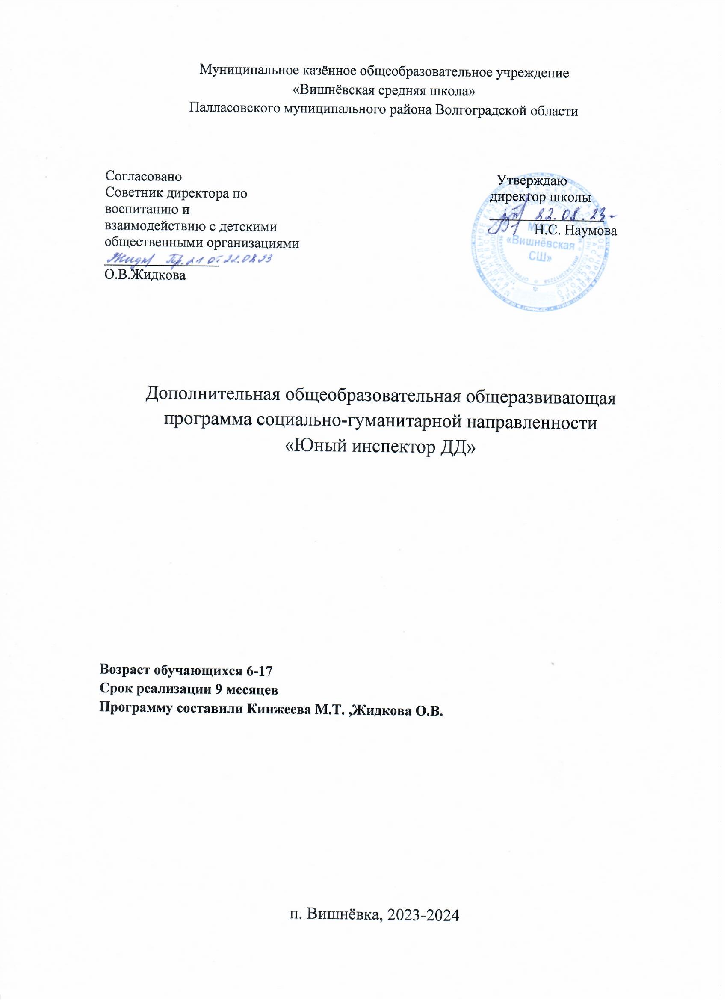 Муниципальное казённое общеобразовательное учреждение
«Вишнёвская средняя школа»
Палласовского муниципального района Волгоградской области
Согласовано
Советник директора по
воспитанию и
взаимодействию с детскими
общественными организациями
Пр. 21 от 22.08.23
О.В.Жидкова
Утверждаю
директор школы
22.08.23
Н.С. Наумова
МКОУ
«Вишнёвская
СШ»
Дополнительная общеобразовательная общеразвивающая
программа социально-гуманитарной направленности
«Юный инспектор ДД»
Возраст обучающихся 6-17
Срок реализации 9 месяцев
Программу составили Кинжеева М.Т. ,Жидкова О.В.
п. Вишнёвка, 2023-2024